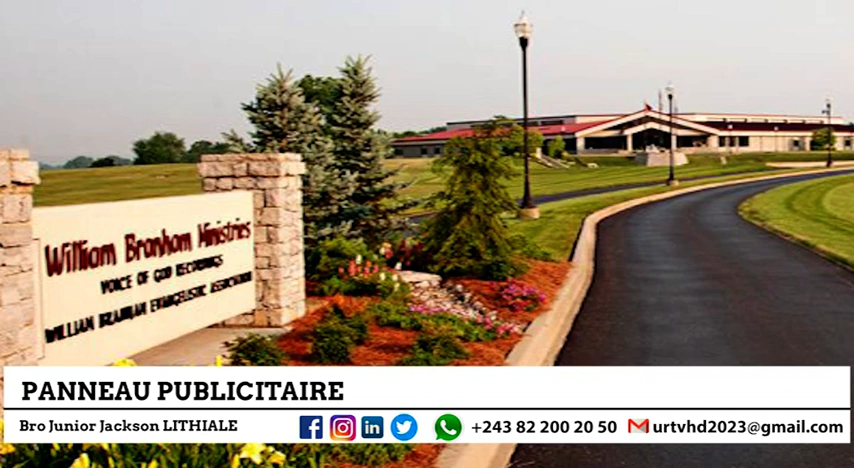 William Branham Ministries
VOICE OF GOD RECORDINGS
WILLIAM BRANHAM EVANGELISTIC ASSOCIATION
PANNEAU PUBLICITAIRE
Bro Junior Jackson LITHIALE +243 82 200 20 50 urtvhd2023@gmail.com